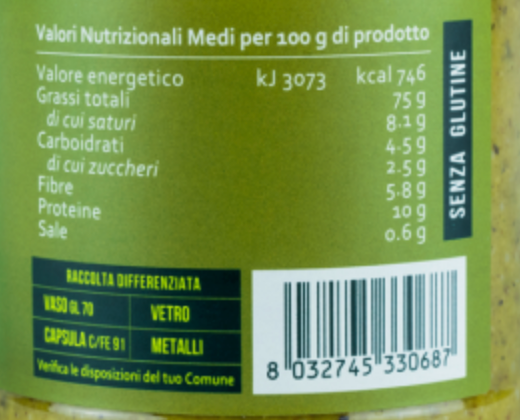 Valori Nutrizionali Medi per 100 g di prodotto
Valore energetico kJ 3073 kcal 746
Grassi totali 75 g
di cui saturi 8.1 g
Carboidrati 4.5 g
di cui zuccheri 2.5 g
Fibre 5.8 g
Proteine 10 g
Sale 0.6 g
SENZA GLUTINE
RACCOLTA DIFFERENZIATA
VASO GL 70 VETRO
CAPSULA C/FE 91 METALLI
Verifica le disposizioni del tuo Comune
8 032745 330687